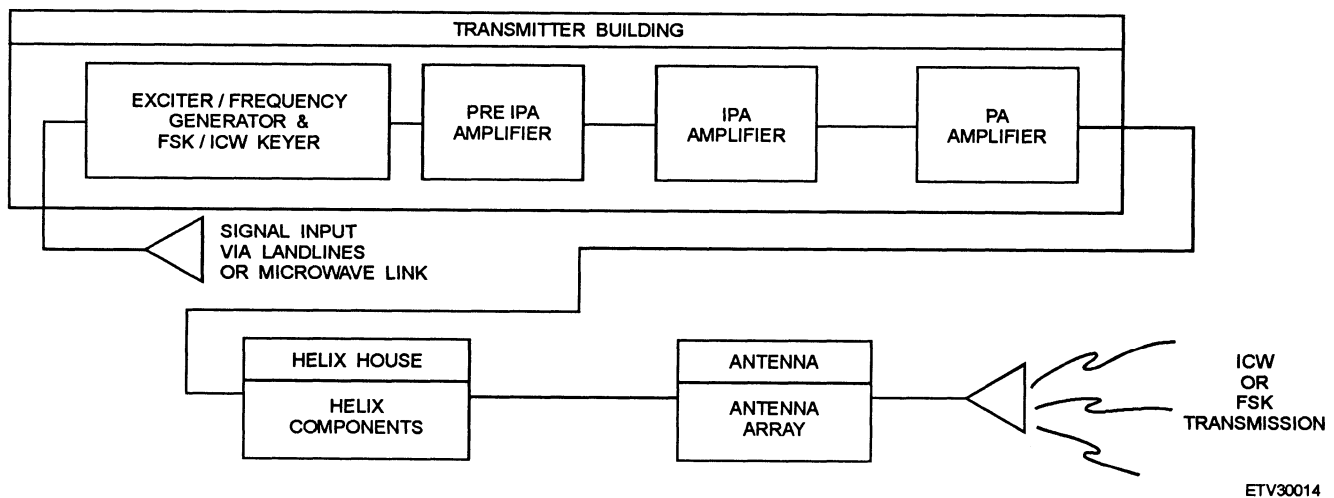 TRANSMITTER BUILDING
EXCITER / FREQUENCY
GENERATOR &
FSK / ICW KEYER
PRE IPA
AMPLIFIER
IPA
AMPLIFIER
PA
AMPLIFIER
SIGNAL INPUT
VIA LANDLINES
OR MICROWAVE LINK
HELIX HOUSE
HELIX
COMPONENTS
ANTENNA
ANTENNA
ARRAY
ICW
OR
FSK
TRANSMISSION
ETV30014